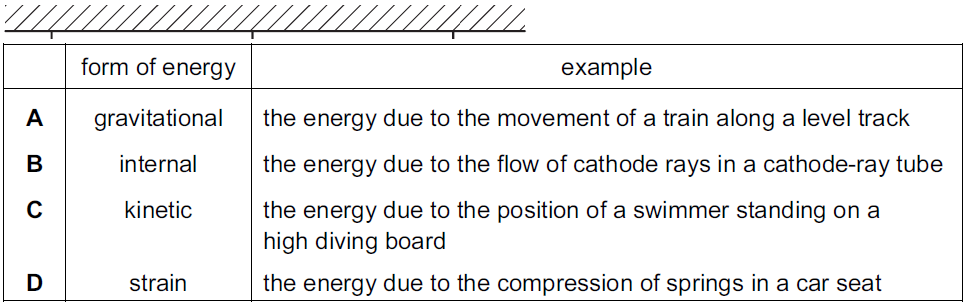 form of energy example
A gravitational the energy due to the movement of a train along a level track
B internal the energy due to the flow of cathode rays in a cathode-ray tube
C kinetic the energy due to the position of a swimmer standing on a
high diving board
D strain the energy due to the compression of springs in a car seat